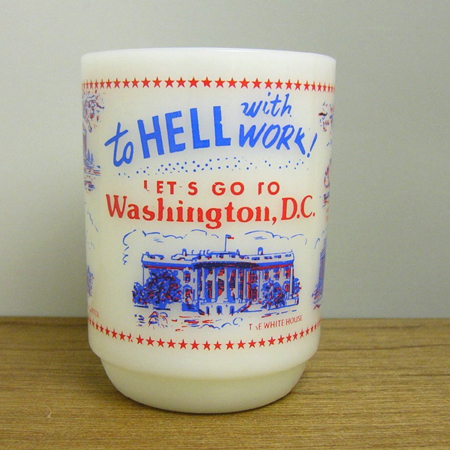 to HELL with
WORK!
LET'S GO TO
Washington, D.C.
THE WHITE HOUSE